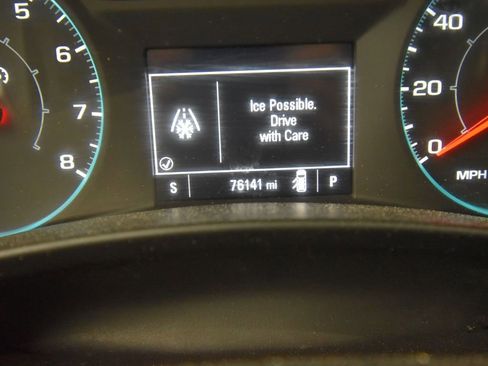 5
6
7
8
Ice Possible.
Drive
with Care
S 76141 mi P
40
20
0
MPH